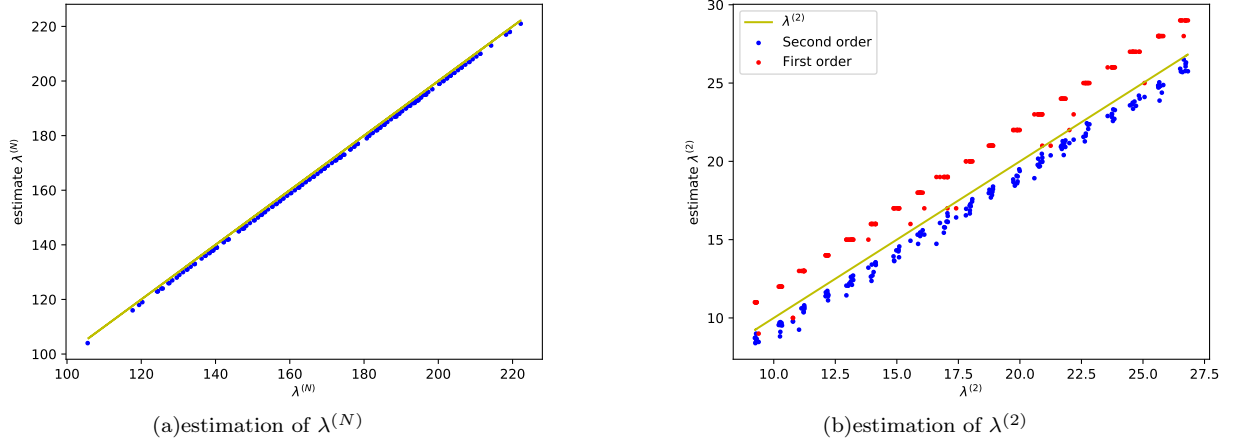 220
200
180
160
140
120
100
estimate λ^(N)
100 120 140 160 180 200 220
λ^(N)
(a)estimation of λ^(N)
30
25
20
15
10
estimate λ^(2)
λ^(2)
Second order
First order
10.0 12.5 15.0 17.5 20.0 22.5 25.0 27.5
λ^(2)
(b)estimation of λ^(2)